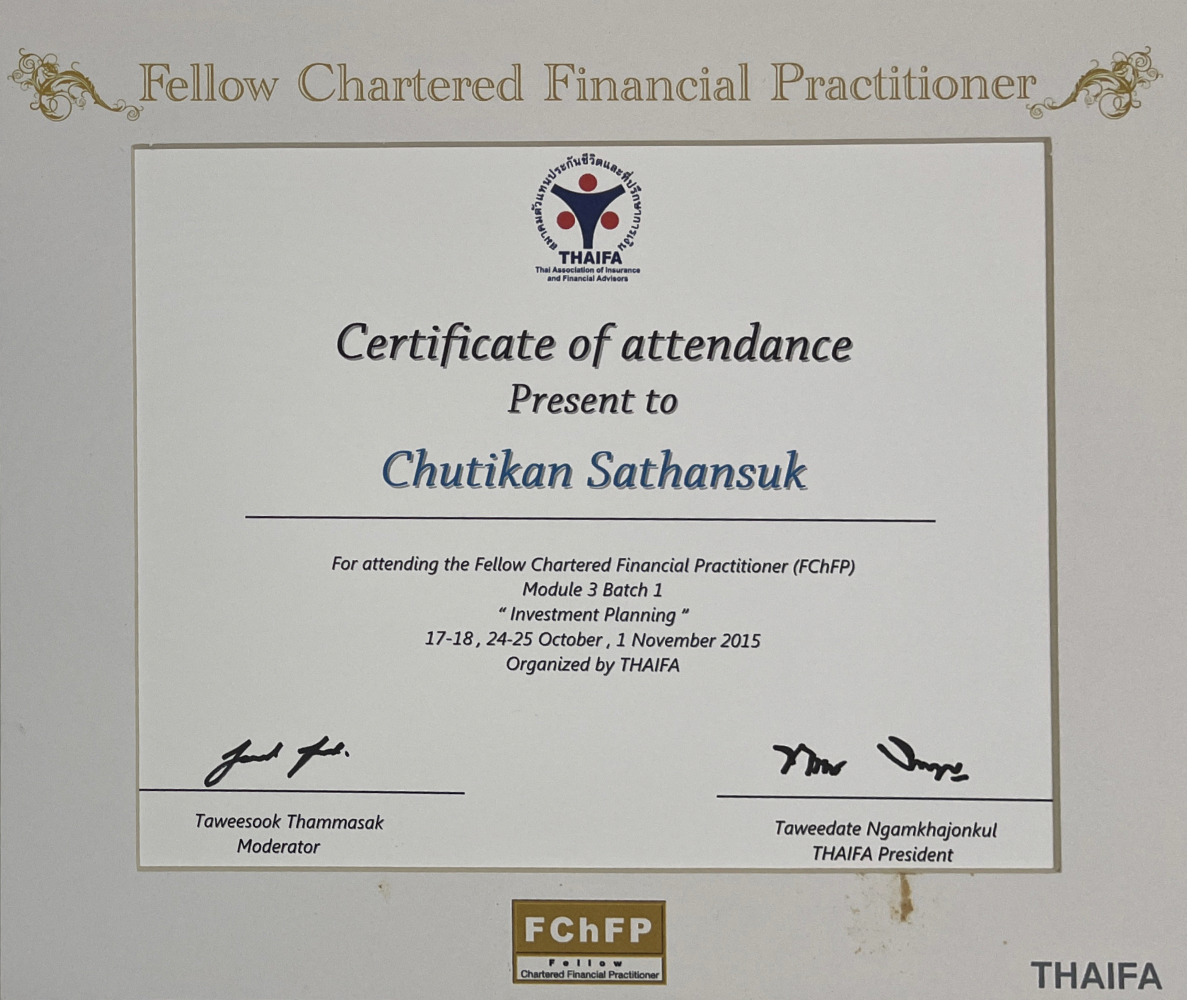 Fellow Chartered Financial Practitioner
สมาคมตัวแทนประกันชีวิตและที่ปรึกษาการเงิน
THAIFA
Thai Association of Insurance
and Financial Advisors
Certificate of attendance
Present to
Chutikan Sathansuk
For attending the Fellow Chartered Financial Practitioner (FChFP)
Module 3 Batch 1
“ Investment Planning ”
17-18 , 24-25 October , 1 November 2015
Organized by THAIFA
Taweesook Thammasak
Moderator
Taweedate Ngamkhajonkul
THAIFA President
FChFP
Fellow
Chartered Financial Practitioner
THAIFA